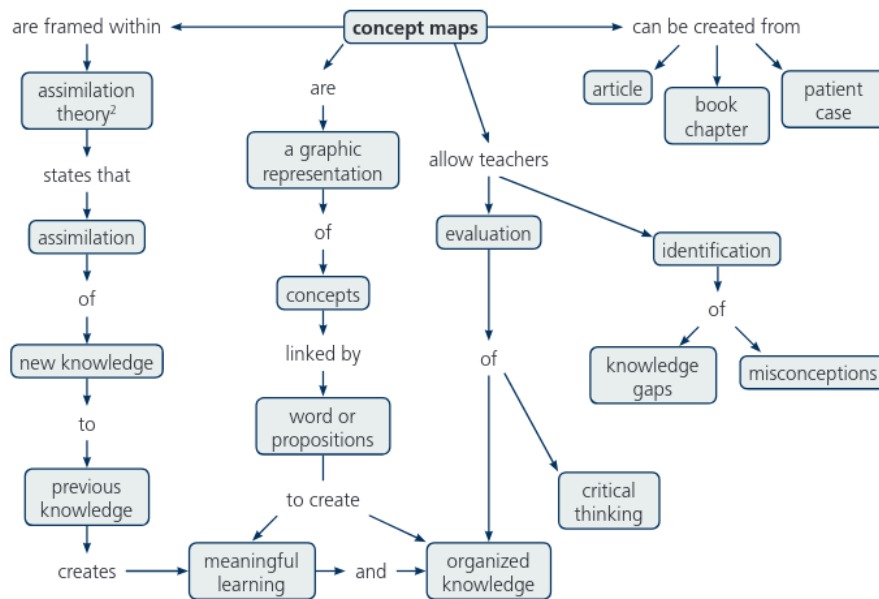 are framed within
concept maps
can be created from
assimilation
theory²
are
article
book
chapter
patient
case
states that
a graphic
representation
allow teachers
assimilation
of
evaluation
identification
of
concepts
of
new knowledge
linked by
of
knowledge
gaps
misconceptions
to
word or
propositions
previous
knowledge
to create
critical
thinking
creates
meaningful
learning
and
organized
knowledge